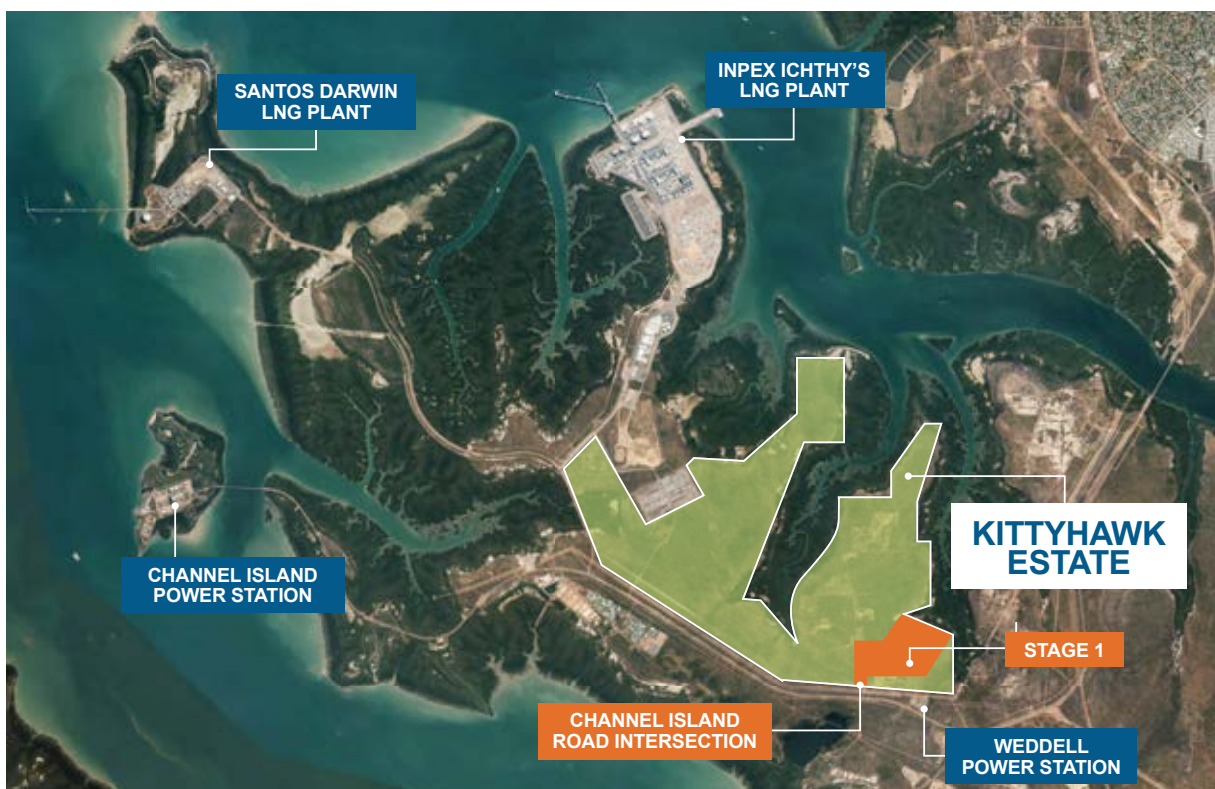 SANTOS DARWIN
LNG PLANT
INPEX ICHTHY'S
LNG PLANT
CHANNEL ISLAND
POWER STATION
KITTYHAWK
ESTATE
STAGE 1
CHANNEL ISLAND
ROAD INTERSECTION
WEDDELL
POWER STATION